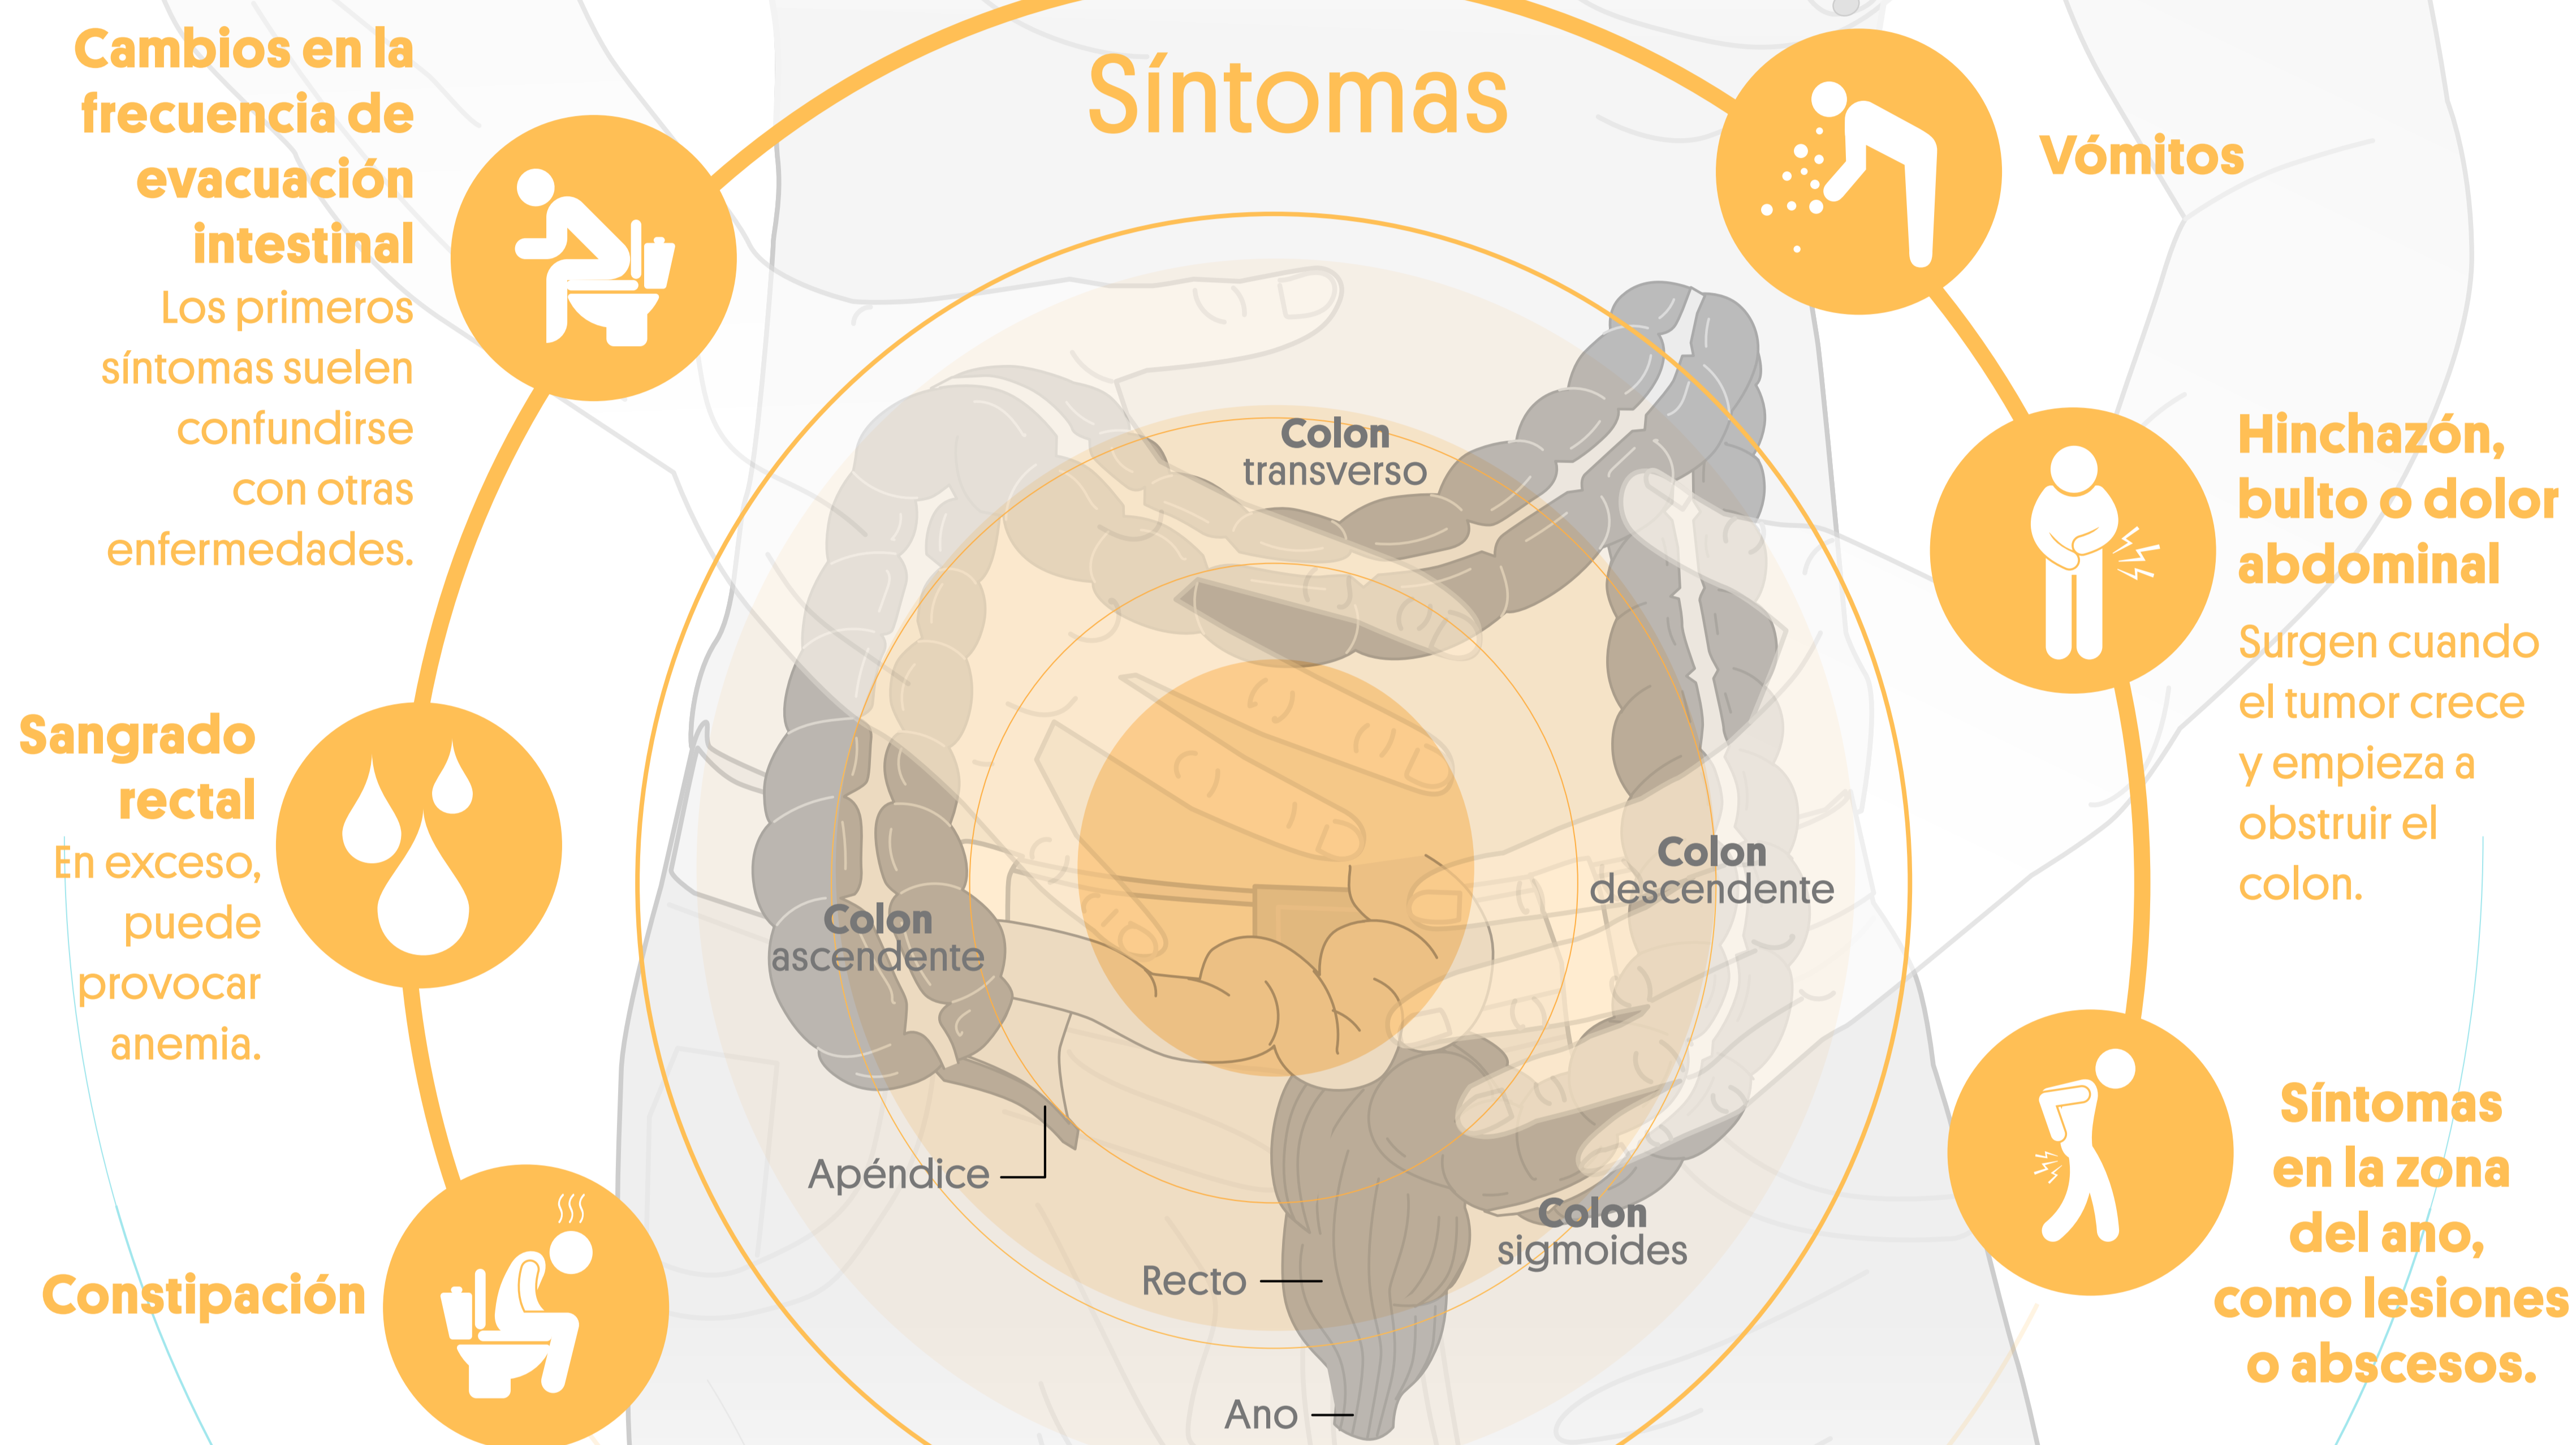 Síntomas
Cambios en la
frecuencia de
evacuación
intestinal
Los primeros
síntomas suelen
confundirse
con otras
enfermedades.
Sangrado
rectal
En exceso,
puede
provocar
anemia.
Constipación
Colon
transverso
Colon
ascendente
Colon
descendente
Apéndice
Colon
sigmoides
Recto
Ano
Vómitos
Hinchazón,
bulto o dolor
abdominal
Surgen cuando
el tumor crece
y empieza a
obstruir el
colon.
Síntomas
en la zona
del ano,
como lesiones
o abscesos.